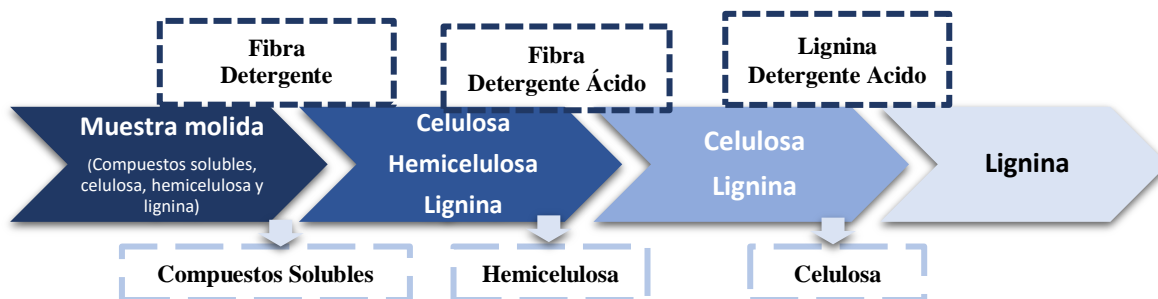 Fibra
Detergente
Fibra
Detergente Ácido
Lignina
Detergente Acido
Muestra molida
(Compuestos solubles,
celulosa, hemicelulosa y
lignina)
Celulosa
Hemicelulosa
Lignina
Celulosa
Lignina
Lignina
Compuestos Solubles
Hemicelulosa
Celulosa